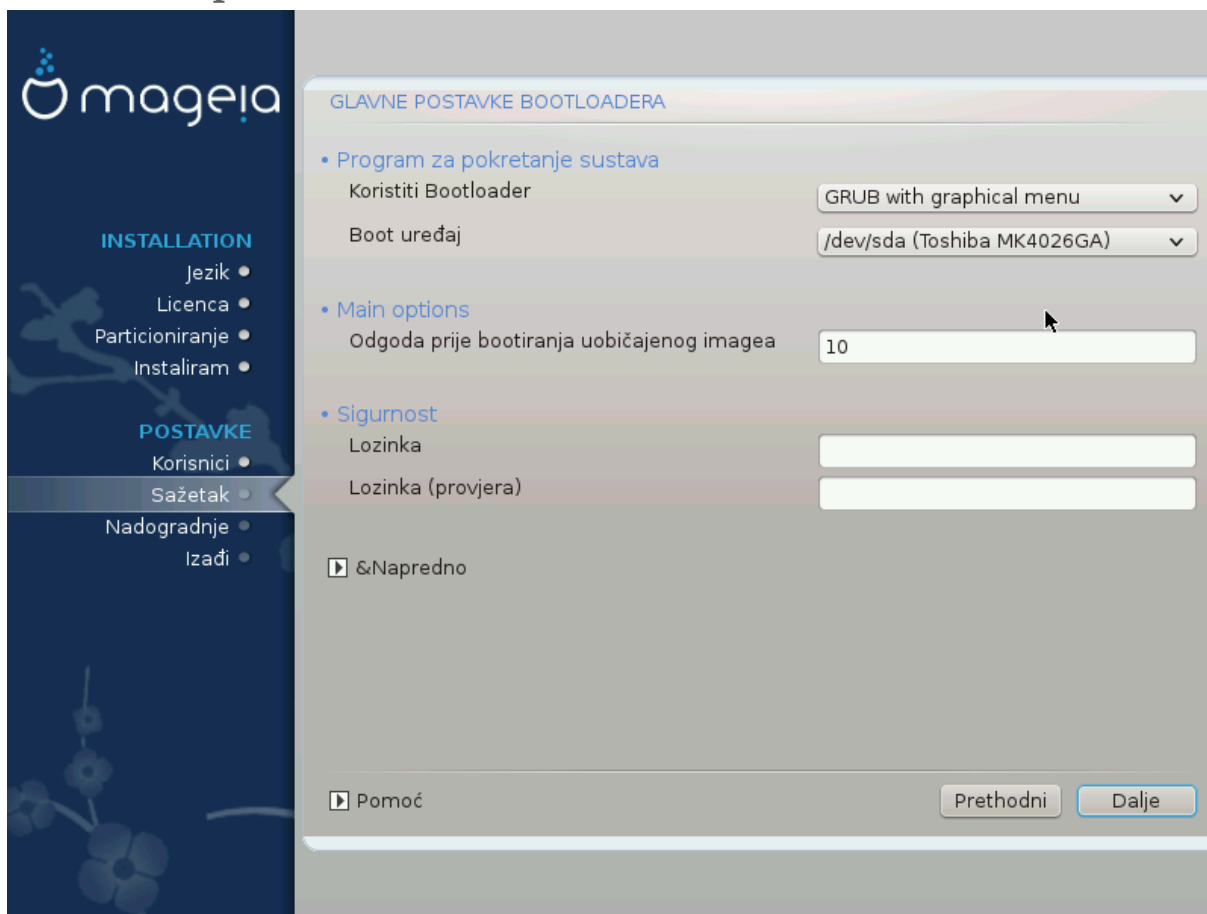 mageia
INSTALLATION
Jezik
Licenca
Particioniranje
Instaliram
POSTAVKE
Korisnici
Sažetak
Nadogradnje
Izađi
GLAVNE POSTAVKE BOOTLOADERA
• Program za pokretanje sustava
Koristiti Bootloader GRUB with graphical menu
Boot uređaj /dev/sda (Toshiba MK4026GA)
• Main options
Odgoda prije bootiranja uobičajenog imagea 10
• Sigurnost
Lozinka
Lozinka (provjera)
&Napredno
Pomoć Prethodni Dalje